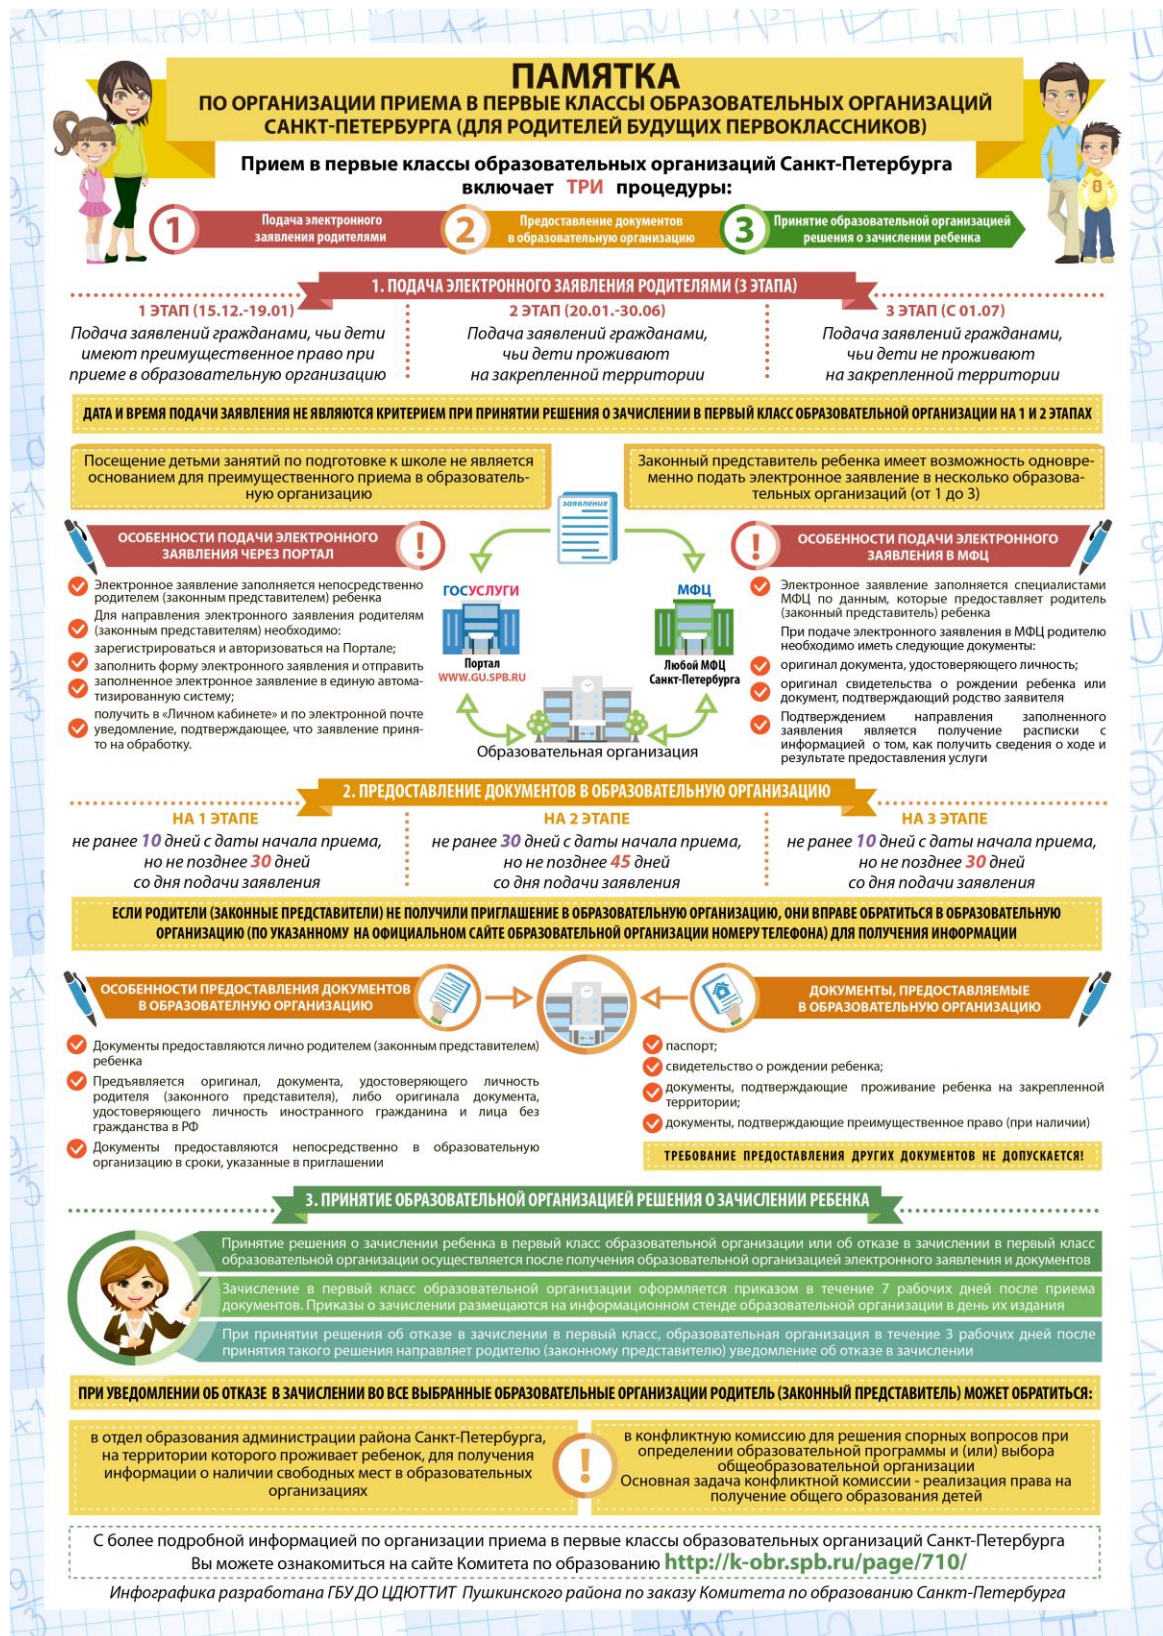 ПАМЯТКА
ПО ОРГАНИЗАЦИИ ПРИЕМА В ПЕРВЫЕ КЛАССЫ ОБРАЗОВАТЕЛЬНЫХ ОРГАНИЗАЦИЙ
САНКТ-ПЕТЕРБУРГА (ДЛЯ РОДИТЕЛЕЙ БУДУЩИХ ПЕРВОКЛАССНИКОВ)
Прием в первые классы образовательных организаций Санкт-Петербурга
включает ТРИ процедуры:
1
Подача электронного
заявления родителями
2
Предоставление документов
в образовательную организацию
3
Принятие образовательной организацией
решения о зачислении ребенка
1. ПОДАЧА ЭЛЕКТРОННОГО ЗАЯВЛЕНИЯ РОДИТЕЛЯМИ (3 ЭТАПА)
1 ЭТАП (15.12.-19.01)
Подача заявлений гражданами, чьи дети
имеют преимущественное право при
приеме в образовательную организацию
2 ЭТАП (20.01.-30.06)
Подача заявлений гражданами,
чьи дети проживают
на закрепленной территории
3 ЭТАП (С 01.07)
Подача заявлений гражданами,
чьи дети не проживают
на закрепленной территории
ДАТА И ВРЕМЯ ПОДАЧИ ЗАЯВЛЕНИЯ НЕ ЯВЛЯЮТСЯ КРИТЕРИЕМ ПРИ ПРИНЯТИИ РЕШЕНИЯ О ЗАЧИСЛЕНИИ В ПЕРВЫЙ КЛАСС ОБРАЗОВАТЕЛЬНОЙ ОРГАНИЗАЦИИ НА 1 И 2 ЭТАПАХ
Посещение детьми занятий по подготовке к школе не является
основанием для преимущественного приема в образователь-
ную организацию
Законный представитель ребенка имеет возможность одновре-
менно подать электронное заявление в несколько образова-
тельных организаций (от 1 до 3)
заявление
ОСОБЕННОСТИ ПОДАЧИ ЭЛЕКТРОННОГО
ЗАЯВЛЕНИЯ ЧЕРЕЗ ПОРТАЛ
!
Электронное заявление заполняется непосредственно
родителем (законным представителем) ребенка
Для направления электронного заявления родителям
(законным представителям) необходимо:
зарегистрироваться и авторизоваться на Портале;
заполнить форму электронного заявления и отправить
заполненное электронное заявление в единую автома-
тизированную систему;
получить в «Личном кабинете» и по электронной почте
уведомление, подтверждающее, что заявление приня-
то на обработку.
ГОСУСЛУГИ
Портал
WWW.GU.SPB.RU
МФЦ
Любой МФЦ
Санкт-Петербурга
Образовательная организация
!
ОСОБЕННОСТИ ПОДАЧИ ЭЛЕКТРОННОГО
ЗАЯВЛЕНИЯ В МФЦ
Электронное заявление заполняется специалистами
МФЦ по данным, которые предоставляет родитель
(законный представитель) ребенка
При подаче электронного заявления в МФЦ родителю
необходимо иметь следующие документы:
оригинал документа, удостоверяющего личность;
оригинал свидетельства о рождении ребенка или
документ, подтверждающий родство заявителя
Подтверждением направления заполненного
заявления является получение расписки с
информацией о том, как получить сведения о ходе и
результате предоставления услуги
2. ПРЕДОСТАВЛЕНИЕ ДОКУМЕНТОВ В ОБРАЗОВАТЕЛЬНУЮ ОРГАНИЗАЦИЮ
НА 1 ЭТАПЕ
не ранее 10 дней с даты начала приема,
но не позднее 30 дней
со дня подачи заявления
НА 2 ЭТАПЕ
не ранее 30 дней с даты начала приема,
но не позднее 45 дней
со дня подачи заявления
НА 3 ЭТАПЕ
не ранее 10 дней с даты начала приема,
но не позднее 30 дней
со дня подачи заявления
ЕСЛИ РОДИТЕЛИ (ЗАКОННЫЕ ПРЕДСТАВИТЕЛИ) НЕ ПОЛУЧИЛИ ПРИГЛАШЕНИЕ В ОБРАЗОВАТЕЛЬНУЮ ОРГАНИЗАЦИЮ, ОНИ ВПРАВЕ ОБРАТИТЬСЯ В ОБРАЗОВАТЕЛЬНУЮ
ОРГАНИЗАЦИЮ (ПО УКАЗАННОМУ НА ОФИЦИАЛЬНОМ САЙТЕ ОБРАЗОВАТЕЛЬНОЙ ОРГАНИЗАЦИИ НОМЕРУ ТЕЛЕФОНА) ДЛЯ ПОЛУЧЕНИЯ ИНФОРМАЦИИ
ОСОБЕННОСТИ ПРЕДОСТАВЛЕНИЯ ДОКУМЕНТОВ
В ОБРАЗОВАТЕЛНУЮ ОРГАНИЗАЦИЮ
Документы предоставляются лично родителем (законным представителем)
ребенка
Предъявляется оригинал, документа, удостоверяющего личность
родителя (законного представителя), либо оригинала документа,
удостоверяющего личность иностранного гражданина и лица без
гражданства в РФ
Документы предоставляются непосредственно в образовательную
организацию в сроки, указанные в приглашении
ДОКУМЕНТЫ, ПРЕДОСТАВЛЯЕМЫЕ
В ОБРАЗОВАТЕЛЬНУЮ ОРГАНИЗАЦИЮ
паспорт;
свидетельство о рождении ребенка;
документы, подтверждающие проживание ребенка на закрепленной
территории;
документы, подтверждающие преимущественное право (при наличии)
ТРЕБОВАНИЕ ПРЕДОСТАВЛЕНИЯ ДРУГИХ ДОКУМЕНТОВ НЕ ДОПУСКАЕТСЯ!
3. ПРИНЯТИЕ ОБРАЗОВАТЕЛЬНОЙ ОРГАНИЗАЦИЕЙ РЕШЕНИЯ О ЗАЧИСЛЕНИИ РЕБЕНКА
Принятие решения о зачислении ребенка в первый класс образовательной организации или об отказе в зачислении в первый класс
образовательной организации осуществляется после получения образовательной организацией электронного заявления и документов
Зачисление в первый класс образовательной организации оформляется приказом в течение 7 рабочих дней после приема
документов. Приказы о зачислении размещаются на информационном стенде образовательной организации в день их издания
При принятии решения об отказе в зачислении в первый класс, образовательная организация в течение 3 рабочих дней после
принятия такого решения направляет родителю (законному представителю) уведомление об отказе в зачислении
ПРИ УВЕДОМЛЕНИИ ОБ ОТКАЗЕ В ЗАЧИСЛЕНИИ ВО ВСЕ ВЫБРАННЫЕ ОБРАЗОВАТЕЛЬНЫЕ ОРГАНИЗАЦИИ РОДИТЕЛЬ (ЗАКОННЫЙ ПРЕДСТАВИТЕЛЬ) МОЖЕТ ОБРАТИТЬСЯ:
в отдел образования администрации района Санкт-Петербурга,
на территории которого проживает ребенок, для получения
информации о наличии свободных мест в образовательных
организациях
!
в конфликтную комиссию для решения спорных вопросов при
определении образовательной программы и (или) выбора
общеобразовательной организации
Основная задача конфликтной комиссии - реализация права на
получение общего образования детей
С более подробной информацией по организации приема в первые классы образовательных организаций Санкт-Петербурга
Вы можете ознакомиться на сайте Комитета по образованию http://k-obr.spb.ru/page/710/
Инфографика разработана ГБУ ДО ЦДЮТТИТ Пушкинского района по заказу Комитета по образованию Санкт-Петербурга